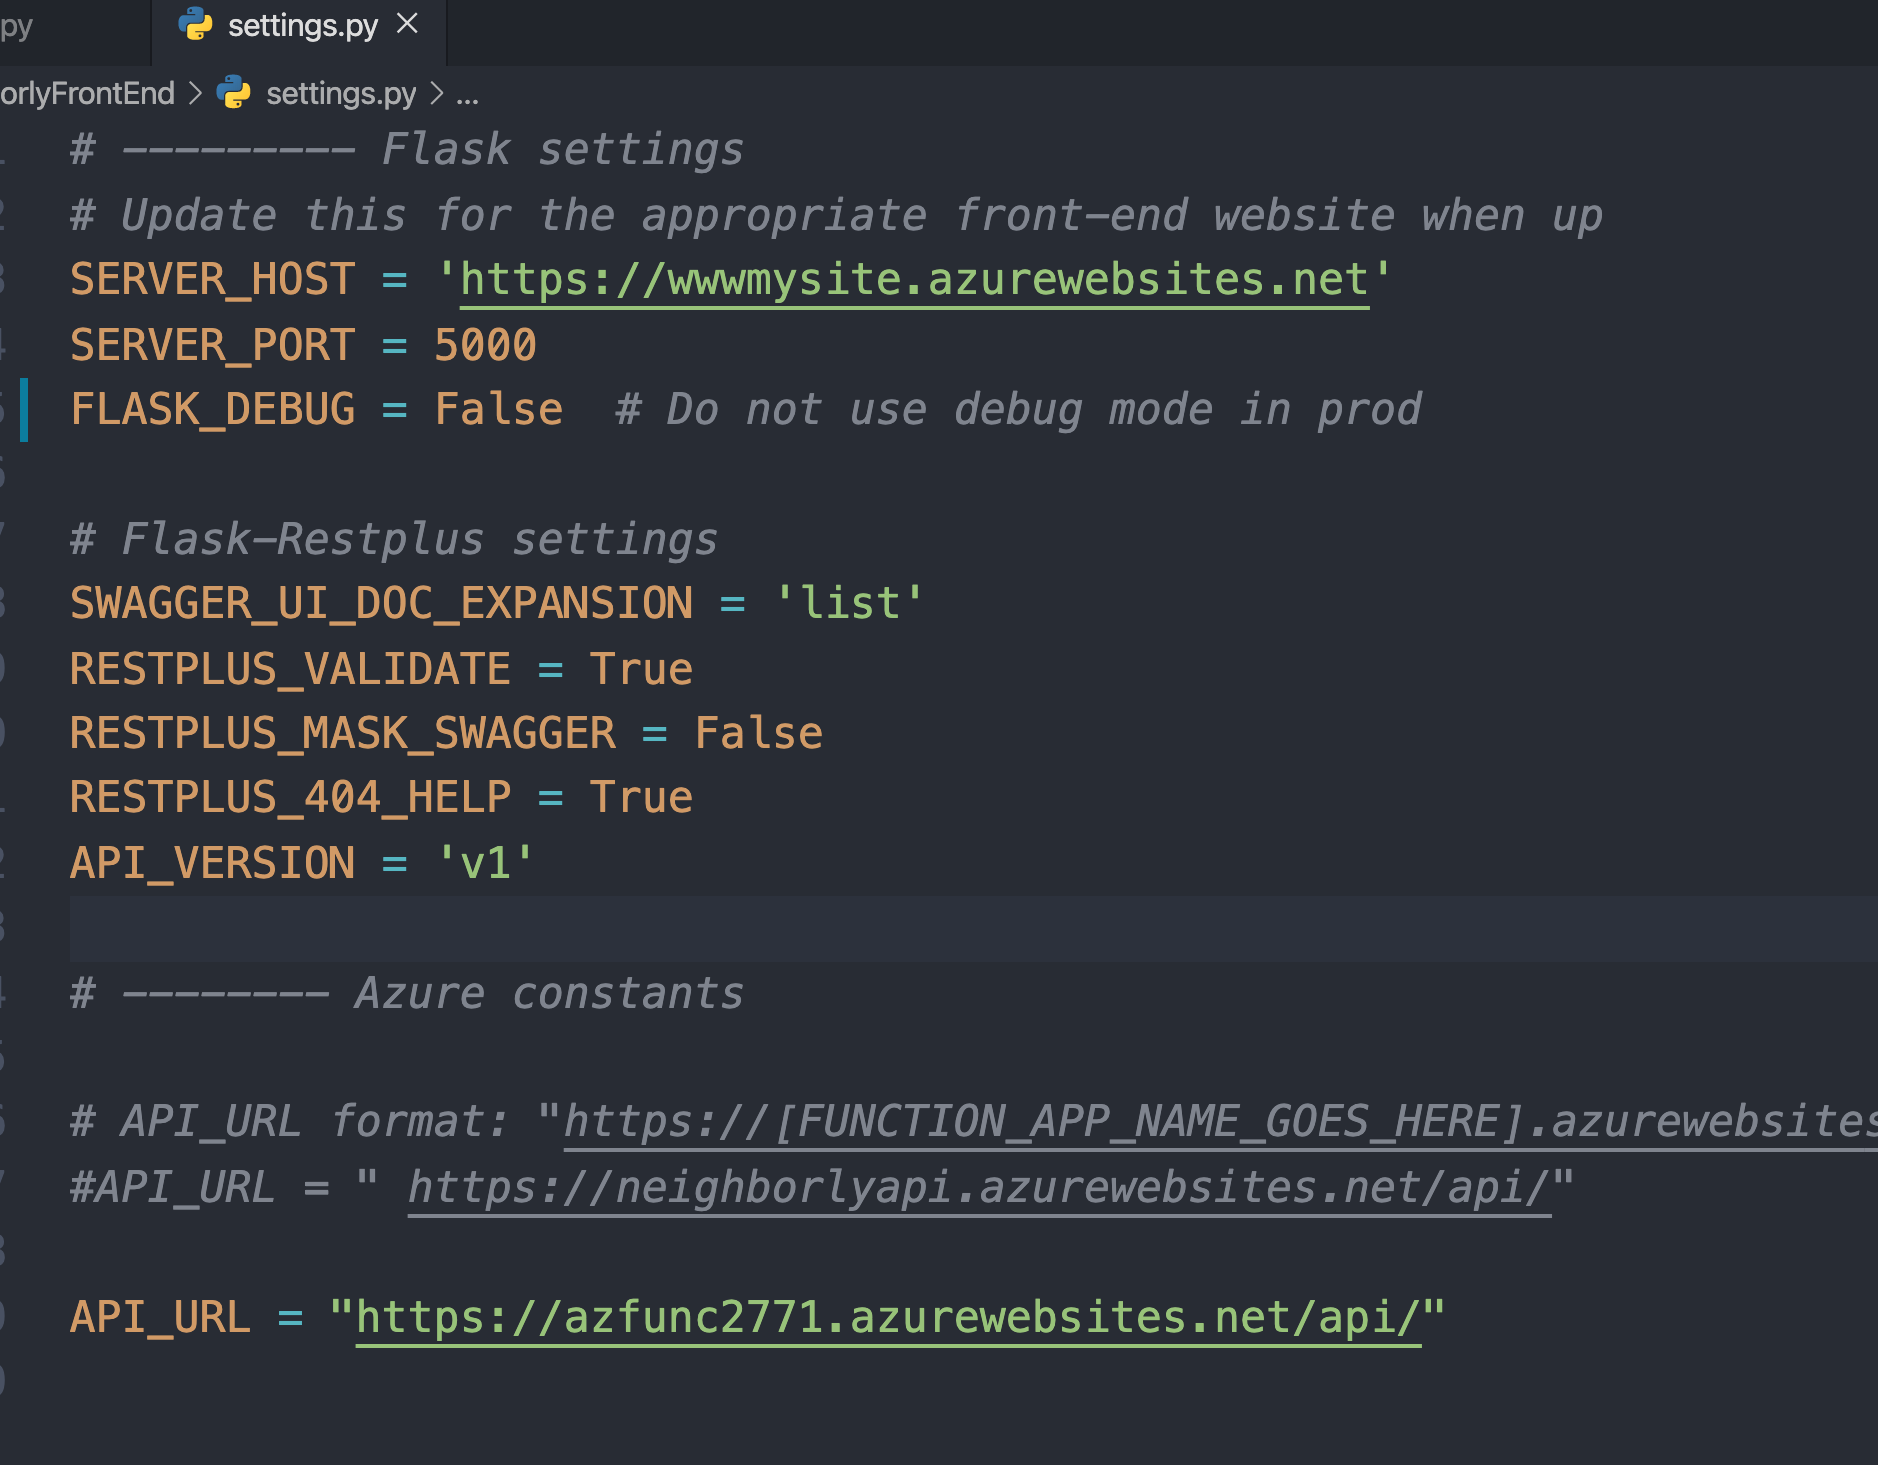 py
settings.py
orlyFrontEnd > settings.py > ...
# --------- Flask settings
# Update this for the appropriate front-end website when up
SERVER_HOST = 'https://wwwmysite.azurewebsites.net'
SERVER_PORT = 5000
FLASK_DEBUG = False  # Do not use debug mode in prod
# Flask-Restplus settings
SWAGGER_UI_DOC_EXPANSION = 'list'
RESTPLUS_VALIDATE = True
RESTPLUS_MASK_SWAGGER = False
RESTPLUS_404_HELP = True
API_VERSION = 'v1'
# -------- Azure constants
# API_URL format: "https://[FUNCTION_APP_NAME_GOES_HERE].azurewebsites
#API_URL = " https://neighborlyapi.azurewebsites.net/api/"
API_URL = "https://azfunc2771.azurewebsites.net/api/"